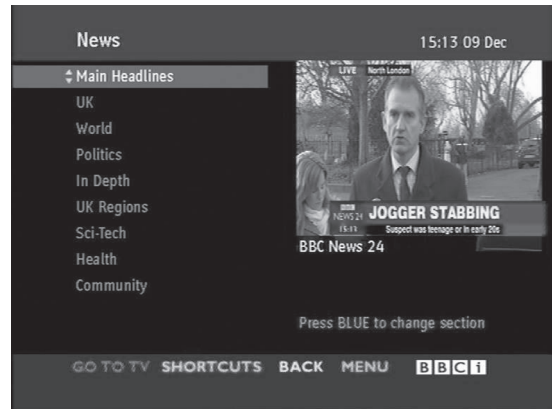 News
15:13 09 Dec
Main Headlines
UK
World
Politics
In Depth
UK Regions
Sci-Tech
Health
Community
LIVE North London
BBC
NEWS 24 JOGGER STABBING
15:13 Suspect was teenage or in early 20s
BBC News 24
Press BLUE to change section
GO TO TV SHORTCUTS BACK MENU BBCi